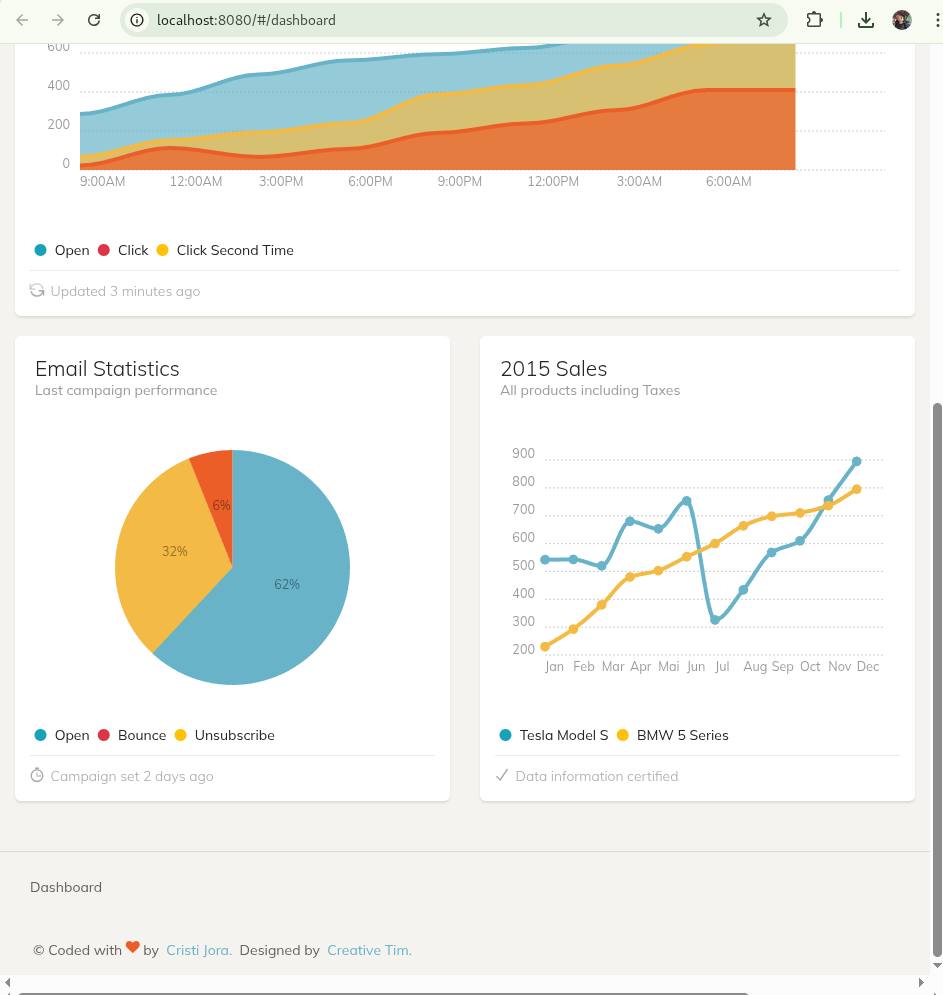 localhost:8080/#/dashboard
600
400
200
0
9:00AM 12:00AM 3:00PM 6:00PM 9:00PM 12:00PM 3:00AM 6:00AM
Open Click Click Second Time
Updated 3 minutes ago
Email Statistics
Last campaign performance
6%
32%
62%
Open Bounce Unsubscribe
Campaign set 2 days ago
2015 Sales
All products including Taxes
900
800
700
600
500
400
300
200
Jan Feb Mar Apr Mai Jun Jul Aug Sep Oct Nov Dec
Tesla Model S BMW 5 Series
Data information certified
Dashboard
© Coded with by Cristi Jora. Designed by Creative Tim.